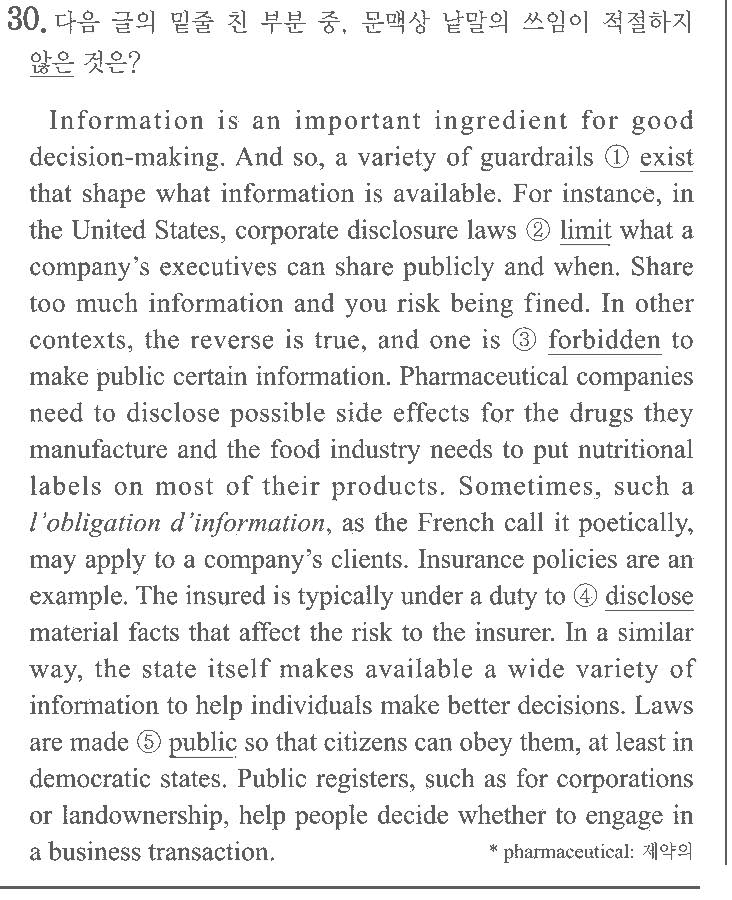 30. 다음 글의 밑줄 친 부분 중, 문맥상 낱말의 쓰임이 적절하지
않은 것은?
Information is an important ingredient for good
decision-making. And so, a variety of guardrails ① exist
that shape what information is available. For instance, in
the United States, corporate disclosure laws ② limit what a
company’s executives can share publicly and when. Share
too much information and you risk being fined. In other
contexts, the reverse is true, and one is ③ forbidden to
make public certain information. Pharmaceutical companies
need to disclose possible side effects for the drugs they
manufacture and the food industry needs to put nutritional
labels on most of their products. Sometimes, such a
l’obligation d’information, as the French call it poetically,
may apply to a company’s clients. Insurance policies are an
example. The insured is typically under a duty to ④ disclose
material facts that affect the risk to the insurer. In a similar
way, the state itself makes available a wide variety of
information to help individuals make better decisions. Laws
are made ⑤ public so that citizens can obey them, at least in
democratic states. Public registers, such as for corporations
or landownership, help people decide whether to engage in
a business transaction.
* pharmaceutical: 제약의